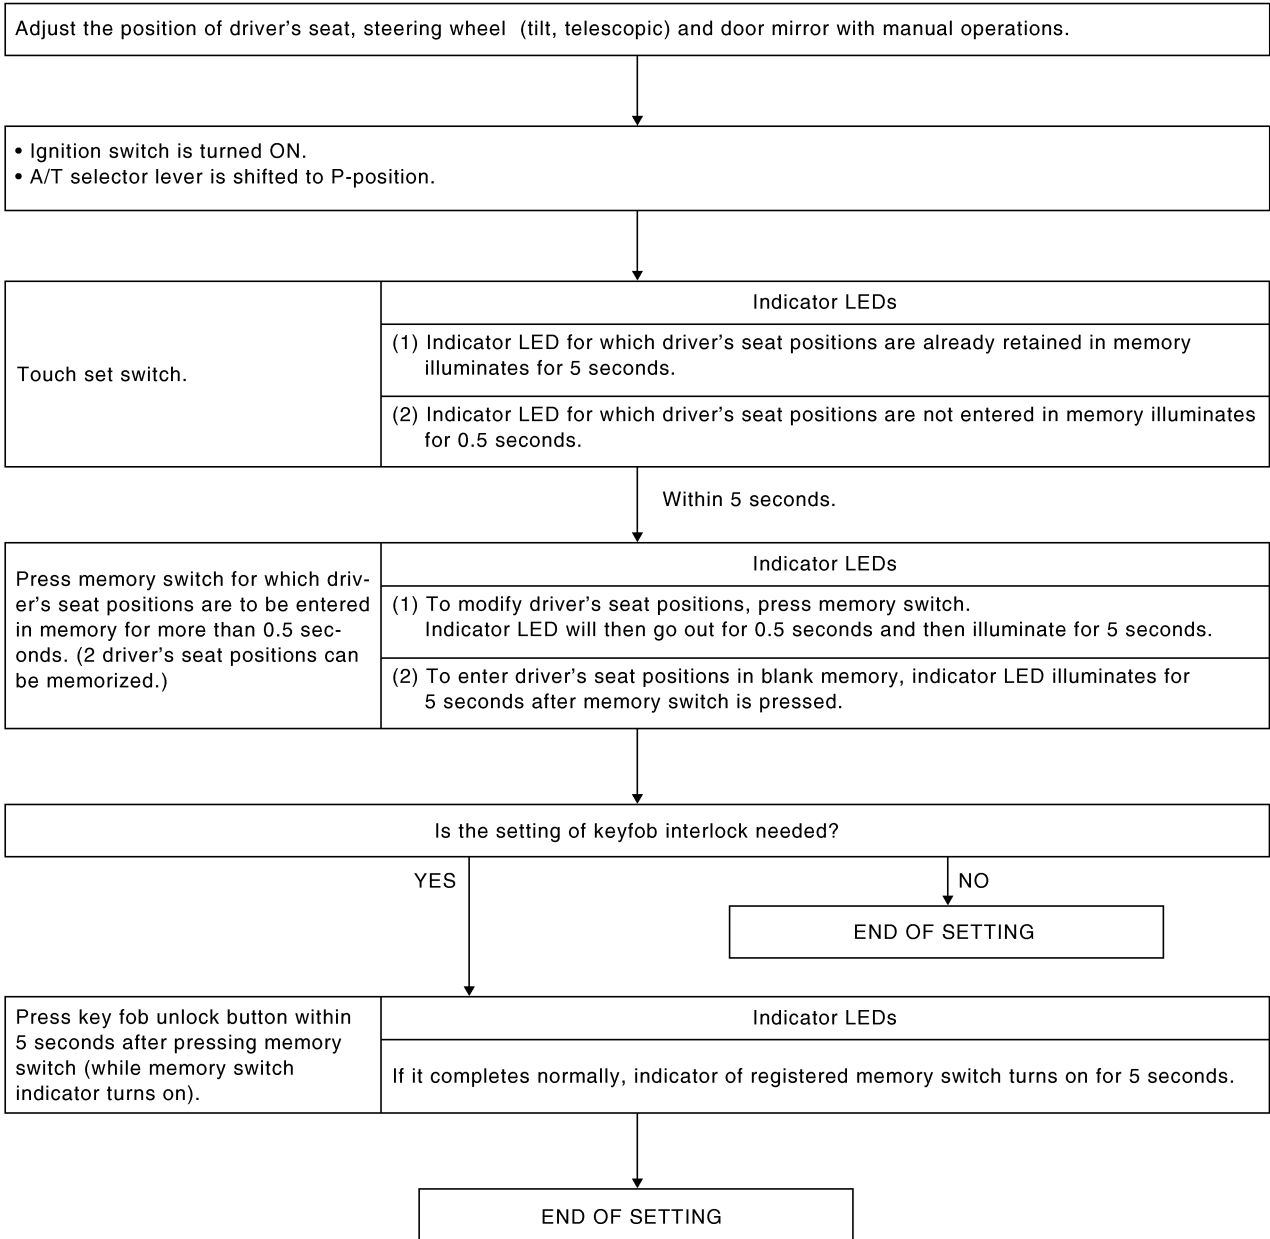 Adjust the position of driver's seat, steering wheel (tilt, telescopic) and door mirror with manual operations.
• Ignition switch is turned ON.
• A/T selector lever is shifted to P-position.
Touch set switch.
Indicator LEDs
(1) Indicator LED for which driver's seat positions are already retained in memory
illuminates for 5 seconds.
(2) Indicator LED for which driver's seat positions are not entered in memory illuminates
for 0.5 seconds.
Within 5 seconds.
Press memory switch for which driv-
er's seat positions are to be entered
in memory for more than 0.5 sec-
onds. (2 driver's seat positions can
be memorized.)
Indicator LEDs
(1) To modify driver's seat positions, press memory switch.
Indicator LED will then go out for 0.5 seconds and then illuminate for 5 seconds.
(2) To enter driver's seat positions in blank memory, indicator LED illuminates for
5 seconds after memory switch is pressed.
Is the setting of keyfob interlock needed?
YES
NO
END OF SETTING
Press key fob unlock button within
5 seconds after pressing memory
switch (while memory switch
indicator turns on).
Indicator LEDs
If it completes normally, indicator of registered memory switch turns on for 5 seconds.
END OF SETTING